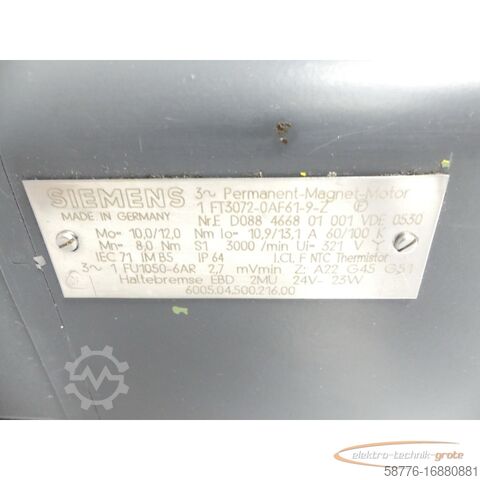 SIEMENS 3~ Permanent-Magnet-Motor
MADE IN GERMANY 1 FT3072-0AF61-9-Z
Nr.E D088 4668 01 001 VDE 0530
Mo= 10,0/12,0 Nm Io= 10,9/13,1 A 60/100 K
Mn= 8,0 Nm S1 3000 /min Ui= 321 V Y
IEC 71 IM B5 IP 64 I.Cl. F NTC Thermistor
3~ 1 FU1050-6AR 2,7 mVmin Z: A22 G45 G51
Haltebremse EBD 2MU 24V- 23W
6005.04.500.216.00
elektro-technik-grote
58776-16880881